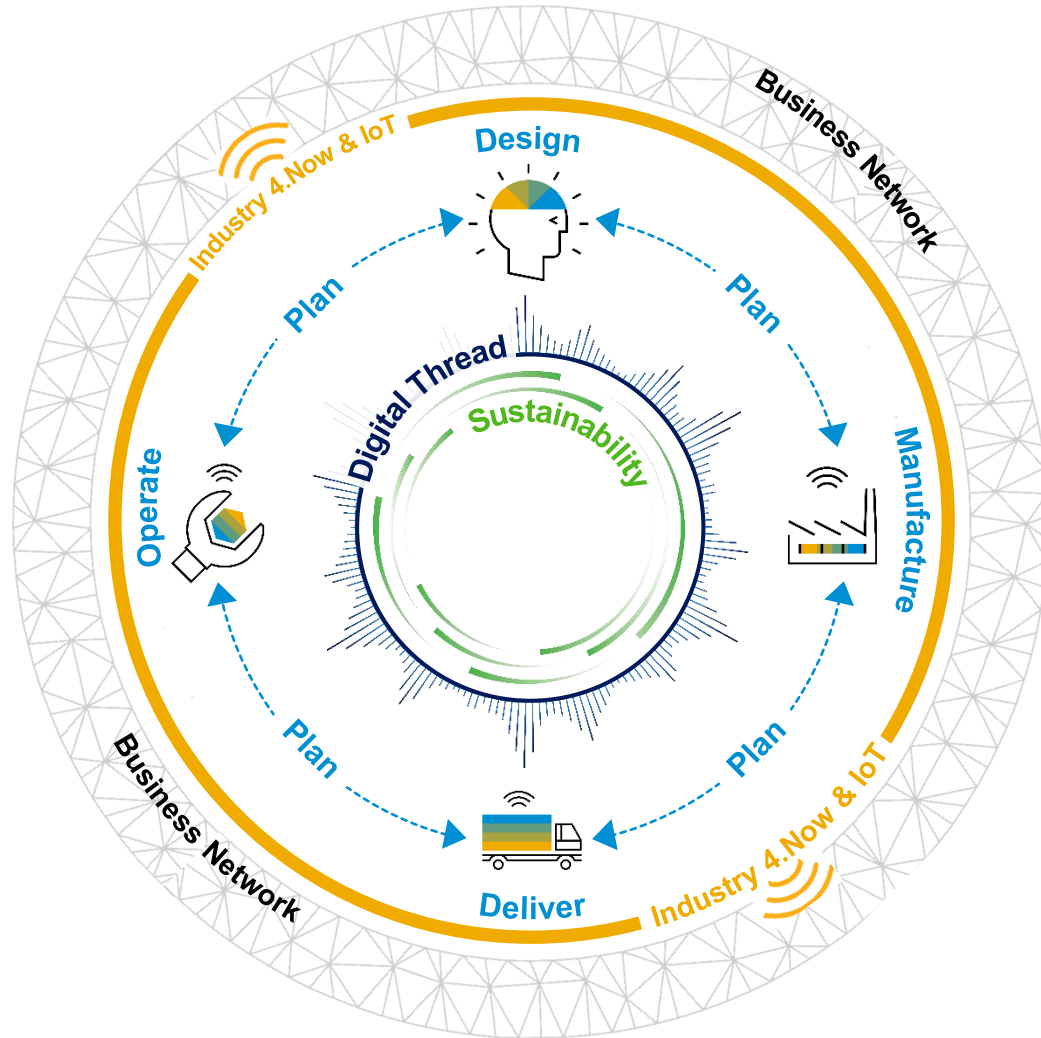 Business Network
Industry 4.Now & IoT
Design
Plan
Plan
Digital Thread
Sustainability
Operate
Manufacture
Plan
Plan
Business Network
Deliver
Industry 4.Now & IoT